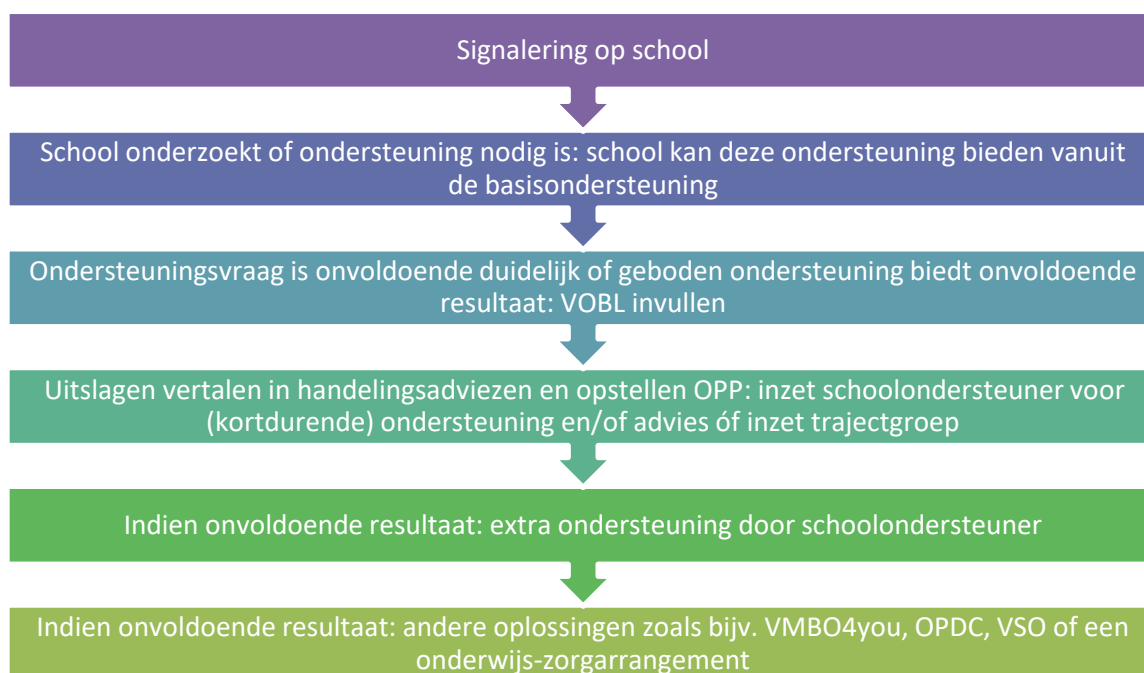 Signalering op school
School onderzoekt of ondersteuning nodig is: school kan deze ondersteuning bieden vanuit
de basisondersteuning
Ondersteuningsvraag is onvoldoende duidelijk of geboden ondersteuning biedt onvoldoende
resultaat: VOBL invullen
Uitslagen vertalen in handelingsadviezen en opstellen OPP: inzet schoolondersteuner voor
(kortdurende) ondersteuning en/of advies óf inzet trajectgroep
Indien onvoldoende resultaat: extra ondersteuning door schoolondersteuner
Indien onvoldoende resultaat: andere oplossingen zoals bijv. VMBO4you, OPDC, VSO of een
onderwijs-zorgarrangement